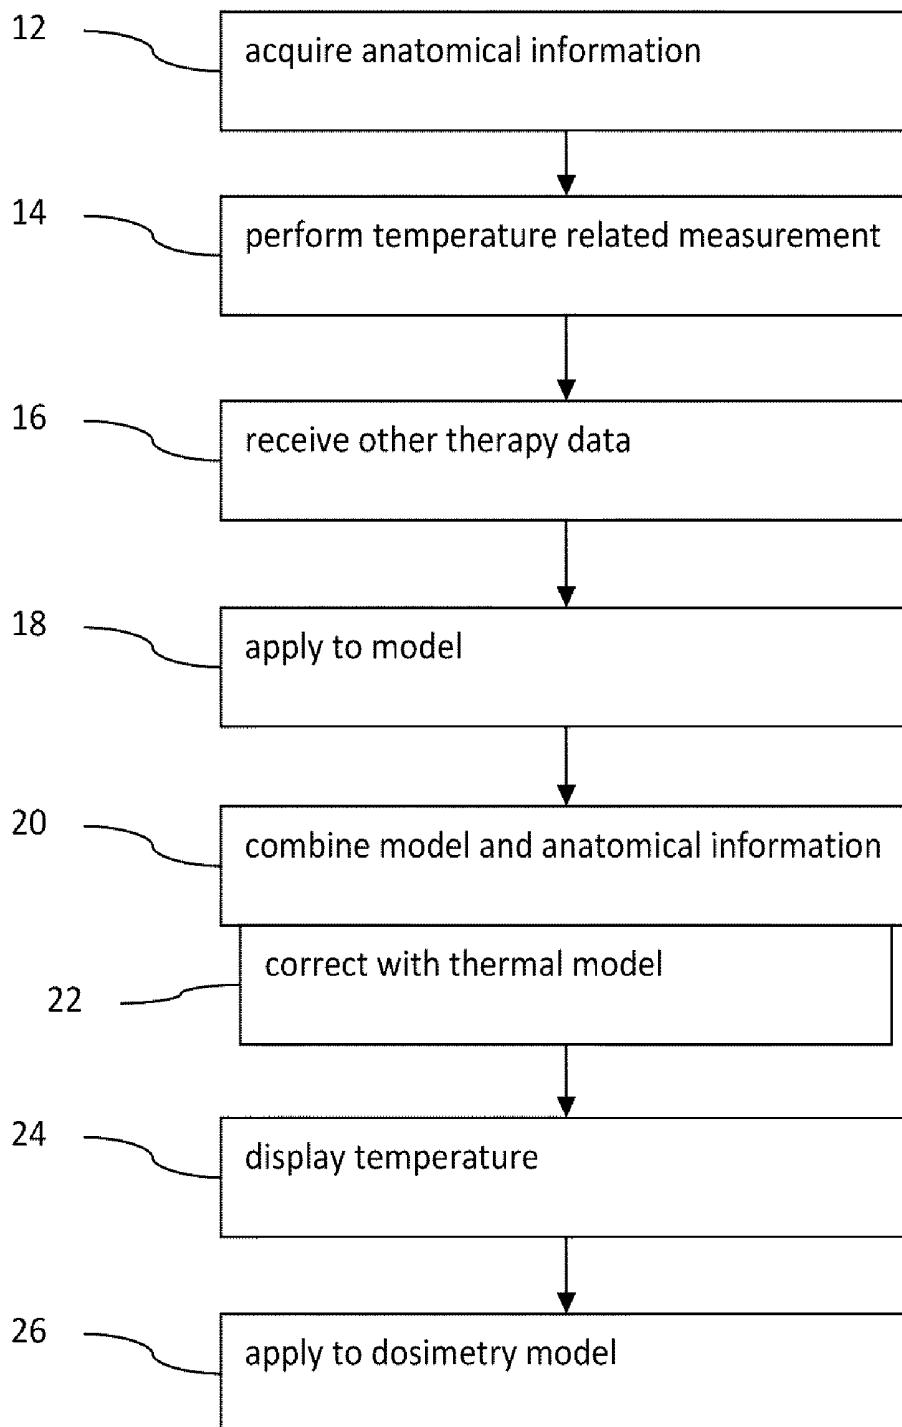 12 acquire anatomical information
14 perform temperature related measurement
16 receive other therapy data
18 apply to model
20 combine model and anatomical information
22 correct with thermal model
24 display temperature
26 apply to dosimetry model